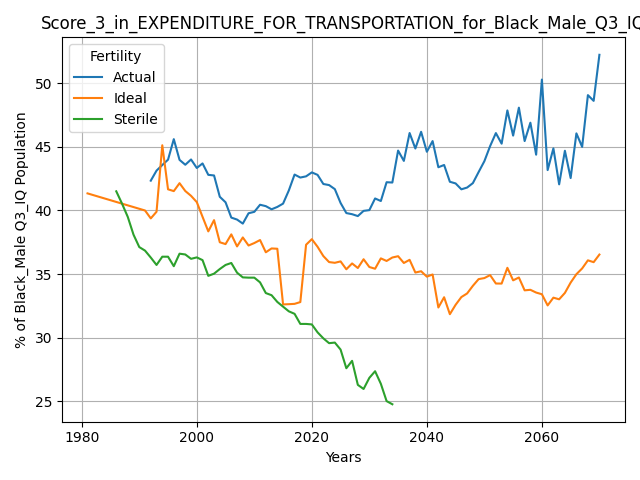 Score_3_in_EXPENDITURE_FOR_TRANSPORTATION_for_Black_Male_Q3_IQ
Fertility
Actual
Ideal
Sterile
50
45
40
35
30
25
% of Black_Male Q3_IQ Population
1980 2000 2020 2040 2060
Years